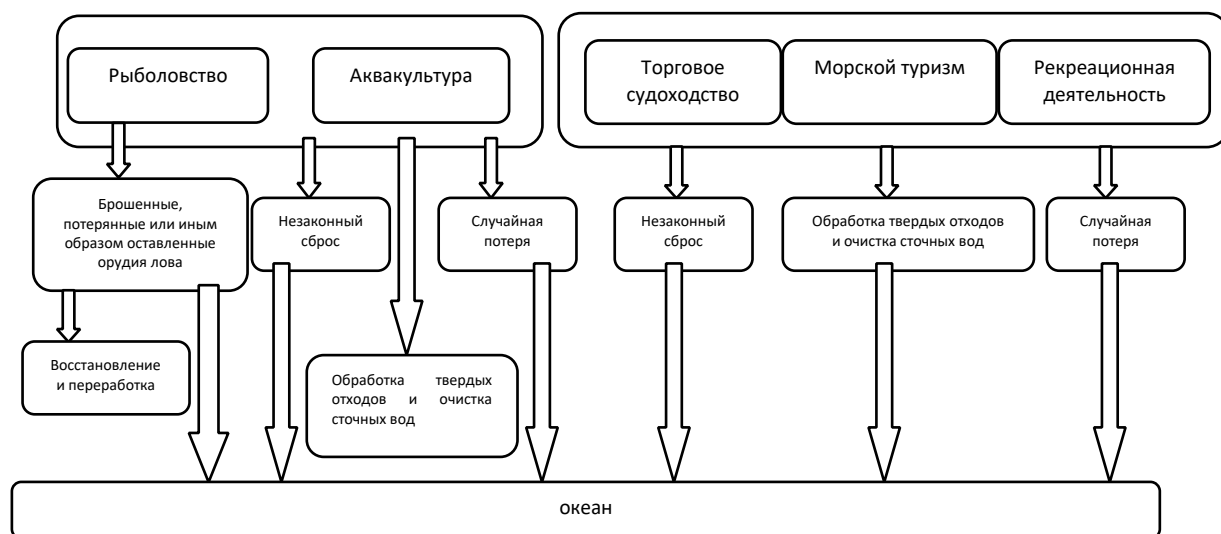 Рыболовство
Аквакультура
Торговое
судоходство
Морской туризм
Рекреационная
деятельность
Брошенные,
потерянные или иным
образом оставленные
орудия лова
Незаконный
сброс
Случайная
потеря
Незаконный
сброс
Обработка твердых отходов
и очистка сточных вод
Случайная
потеря
Восстановление
и переработка
Обработка твердых
отходов и очистка
сточных вод
океан